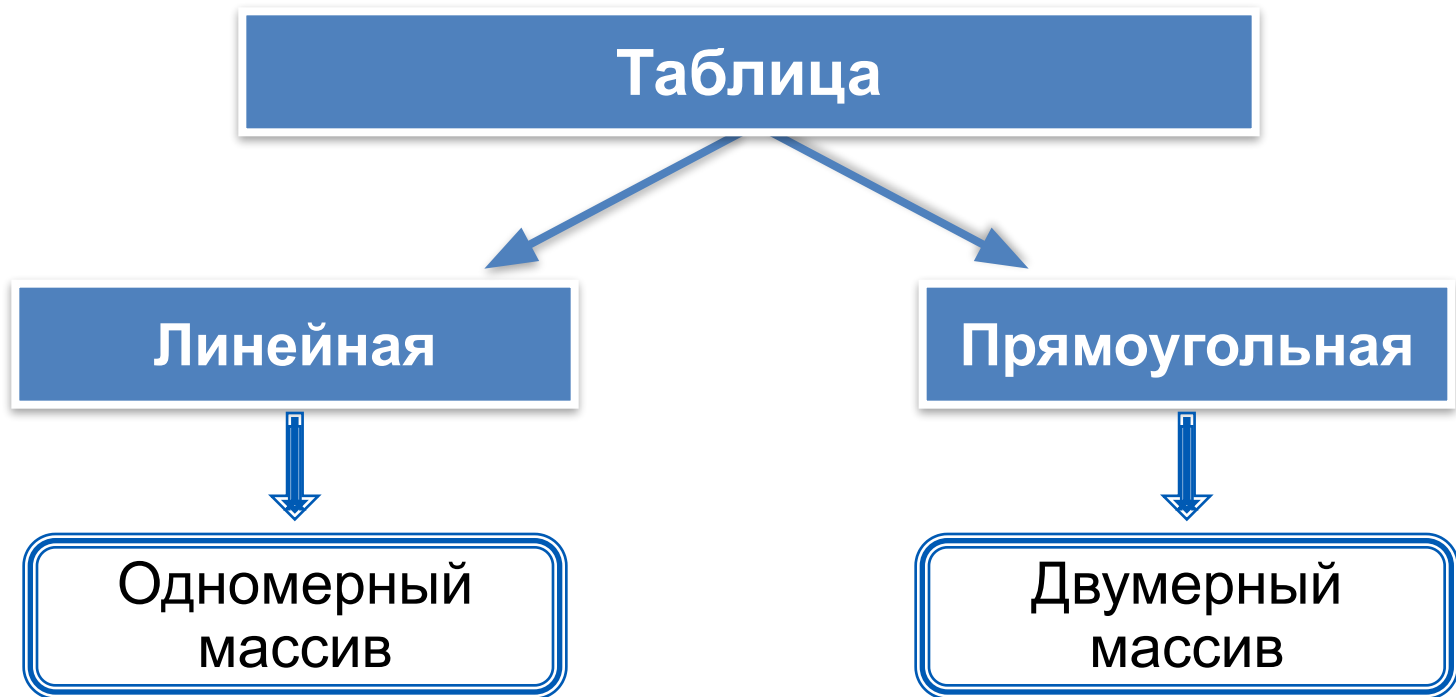 Таблица
Линейная
Прямоугольная
Одномерный
массив
Двумерный
массив